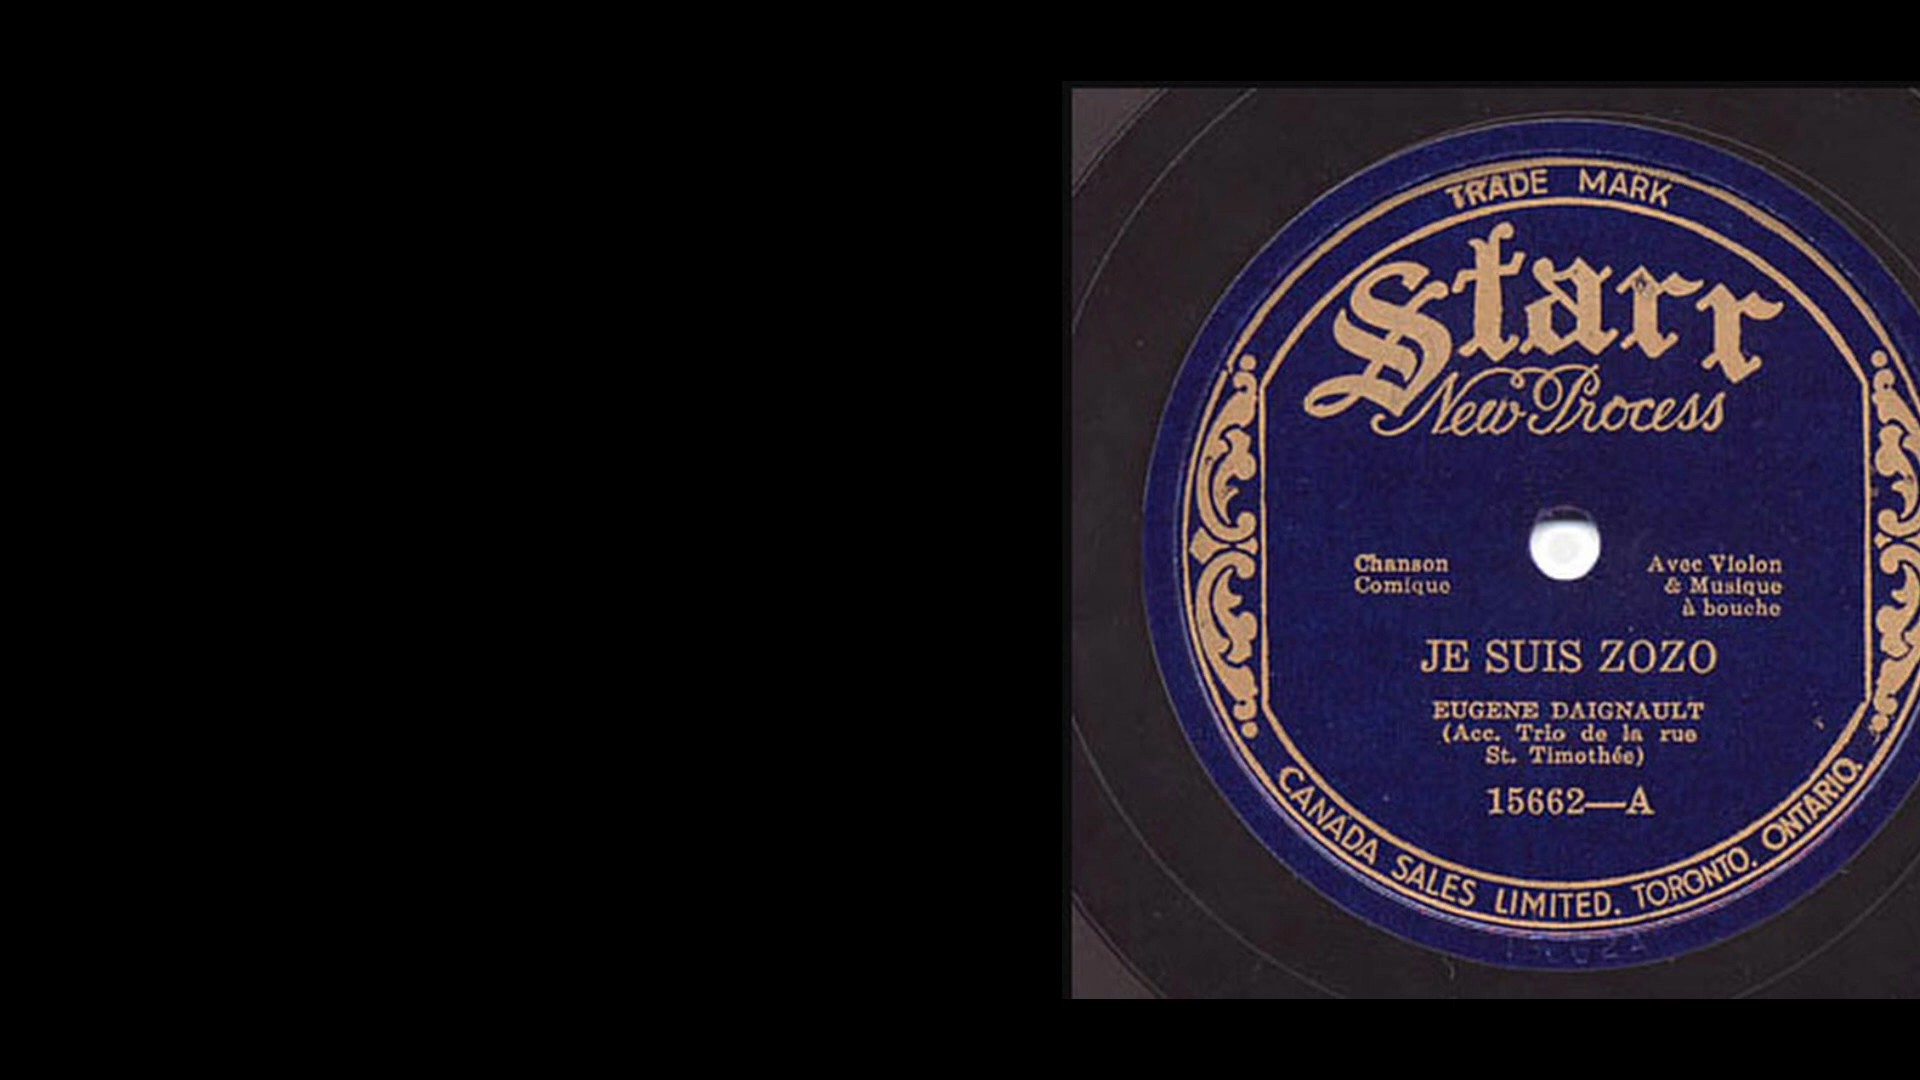 TRADE MARK
Starr
New Process
Chanson
Comique
Avec Violon
& Musique
à bouche
JE SUIS ZOZO
EUGENE DAIGNAULT
(Acc. Trio de la rue
St. Timothée)
15662—A
CANADA SALES LIMITED. TORONTO. ONTARIO.